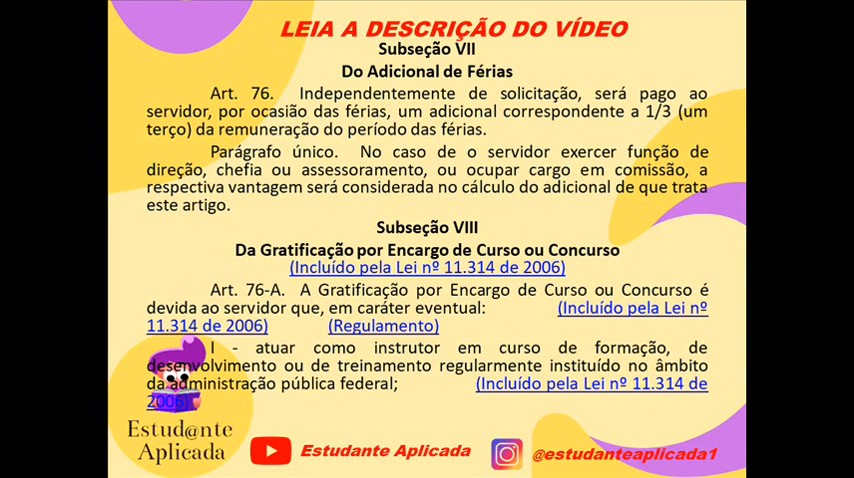 LEIA A DESCRIÇÃO DO VÍDEO
Subseção VII
Do Adicional de Férias
Art. 76. Independentemente de solicitação, será pago ao
servidor, por ocasião das férias, um adicional correspondente a 1/3 (um
terço) da remuneração do período das férias.
Parágrafo único. No caso de o servidor exercer função de
direção, chefia ou assessoramento, ou ocupar cargo em comissão, a
respectiva vantagem será considerada no cálculo do adicional de que trata
este artigo.
Subseção VIII
Da Gratificação por Encargo de Curso ou Concurso
(Incluído pela Lei nº 11.314 de 2006)
Art. 76-A. A Gratificação por Encargo de Curso ou Concurso é
devida ao servidor que, em caráter eventual: (Incluído pela Lei nº
11.314 de 2006) (Regulamento)
I - atuar como instrutor em curso de formação, de
desenvolvimento ou de treinamento regularmente instituído no âmbito
da administração pública federal; (Incluído pela Lei nº 11.314 de
2006)
Estud@nte
Aplicada
Estudante Aplicada
@estudanteaplicada1